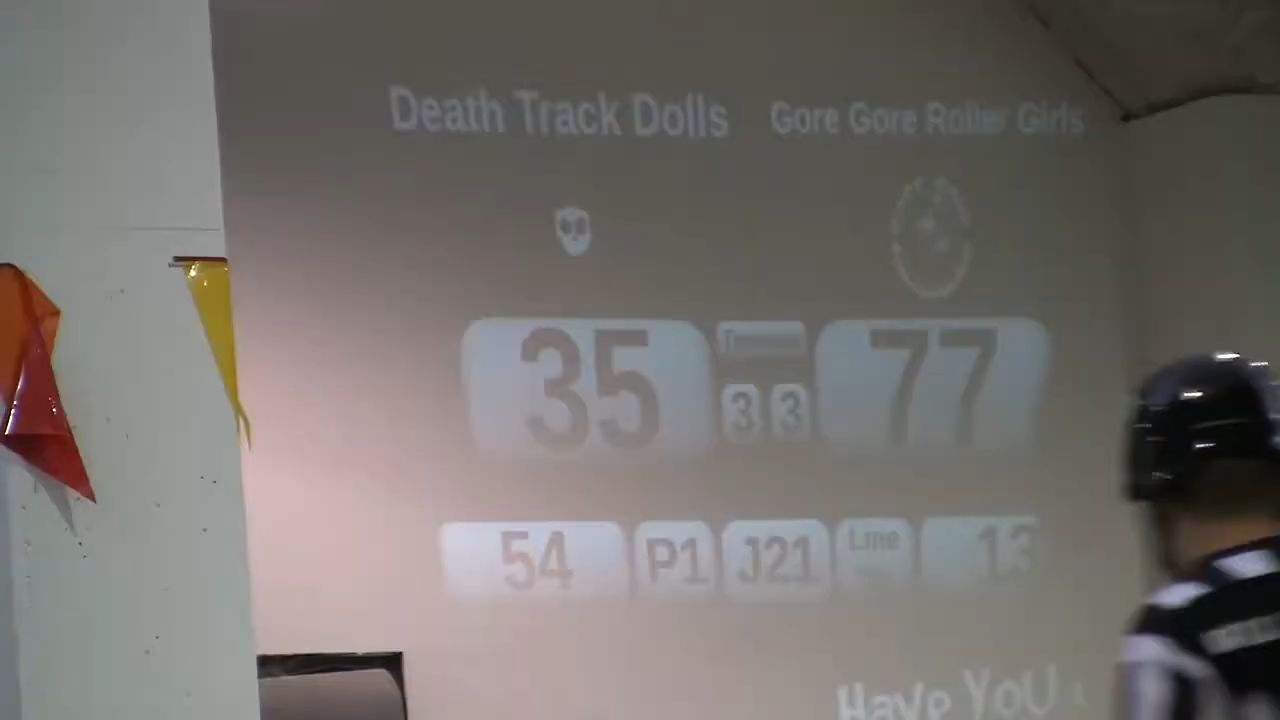 Death Track Dolls Gore Gore Roller Girls
35 77
3 3
54 P1 J21 Line 13
Have YoU